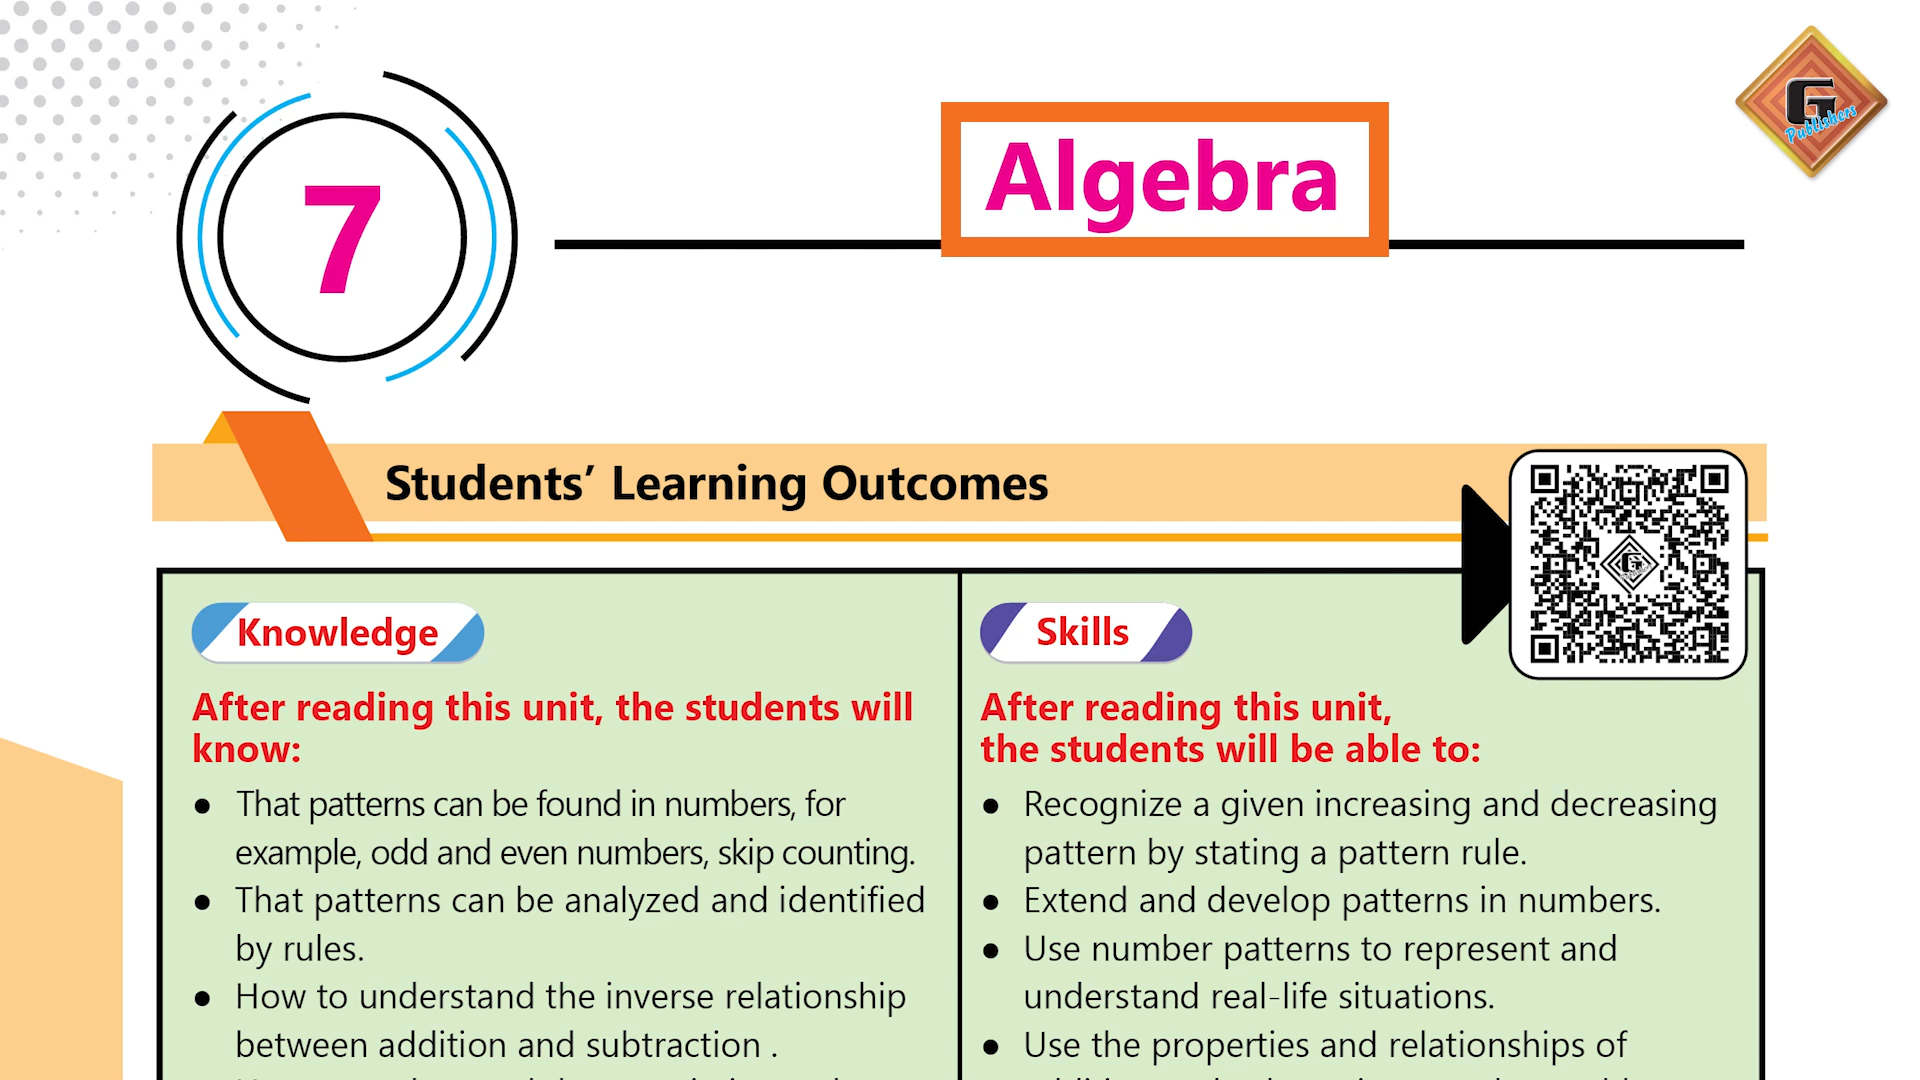 7
Algebra
G
Publishers
Students’ Learning Outcomes
Knowledge
After reading this unit, the students will
know:
● That patterns can be found in numbers, for
example, odd and even numbers, skip counting.
● That patterns can be analyzed and identified
by rules.
● How to understand the inverse relationship
between addition and subtraction .
Skills
After reading this unit,
the students will be able to:
● Recognize a given increasing and decreasing
pattern by stating a pattern rule.
● Extend and develop patterns in numbers.
● Use number patterns to represent and
understand real-life situations.
● Use the properties and relationships of